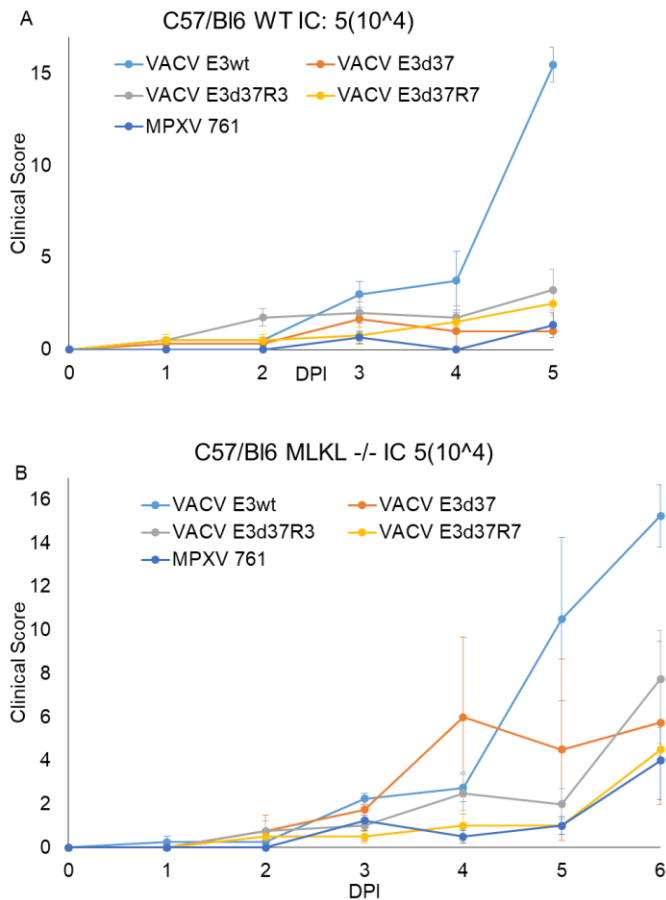 A
C57/Bl6 WT IC: 5(10^4)
VACV E3wt VACV E3d37
VACV E3d37R3 VACV E3d37R7
MPXV 761
Clinical Score
15
10
5
0
0 1 2 3 4 5
DPI
B
C57/Bl6 MLKL -/- IC 5(10^4)
VACV E3wt VACV E3d37
VACV E3d37R3 VACV E3d37R7
MPXV 761
Clinical Score
16
14
12
10
8
6
4
2
0
0 1 2 3 4 5 6
DPI